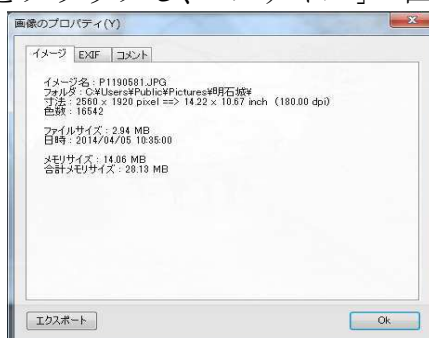 画像のプロパティ(Y)
イメージ EXIF コメント
イメージ名 : P1190581.JPG
フォルダ : C:¥Users¥Public¥Pictures¥明石城¥
寸法 : 2560 x 1920 pixel ==> 14.22 x 10.67 inch (180.00 dpi)
色数 : 16542
ファイルサイズ : 2.94 MB
日時 : 2014/04/05 10:35:00
メモリサイズ : 14.06 MB
合計メモリサイズ : 28.13 MB
エクスポート Ok